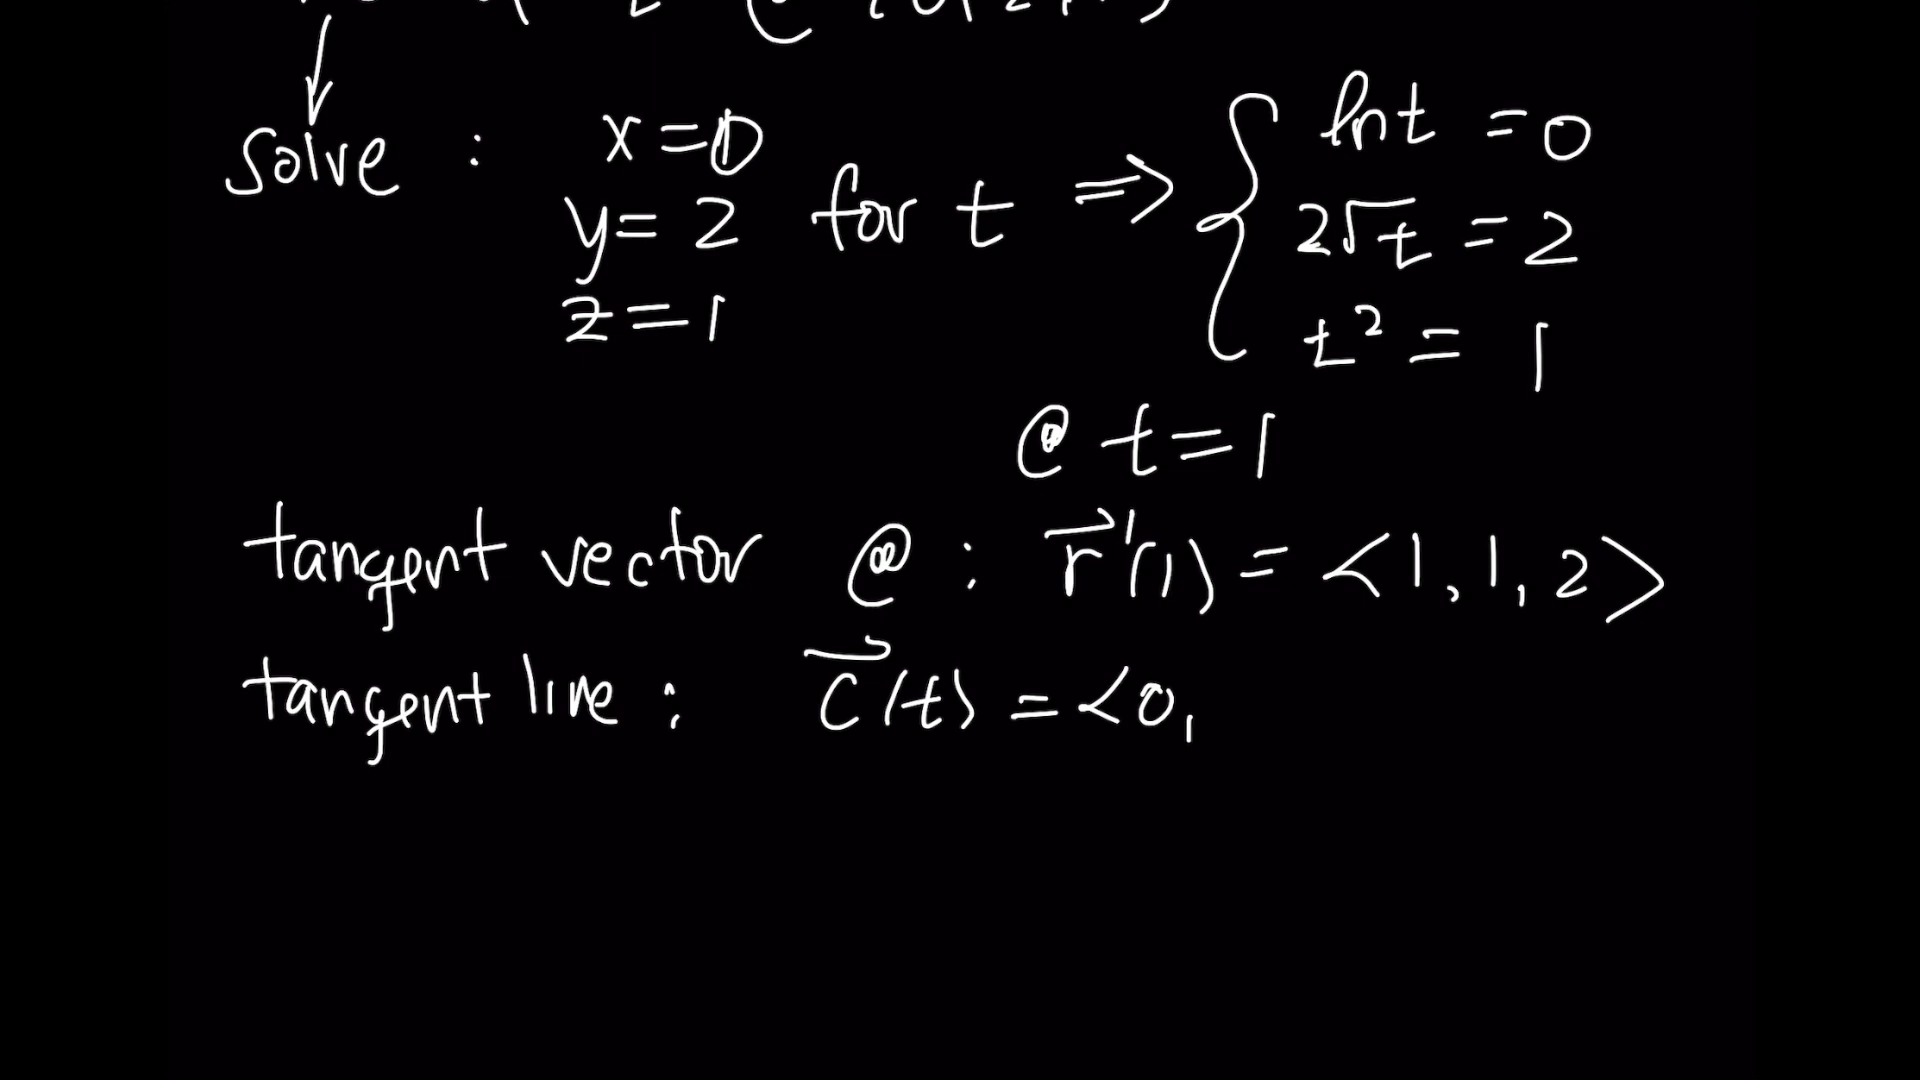 solve : x=0 y=2 z=1 for t ⇒ { ln t = 0
2√t = 2
t² = 1
@ t=1
tangent vector @ : r⃗'(1) = <1, 1, 2>
tangent line : c⃗(t) = <0,